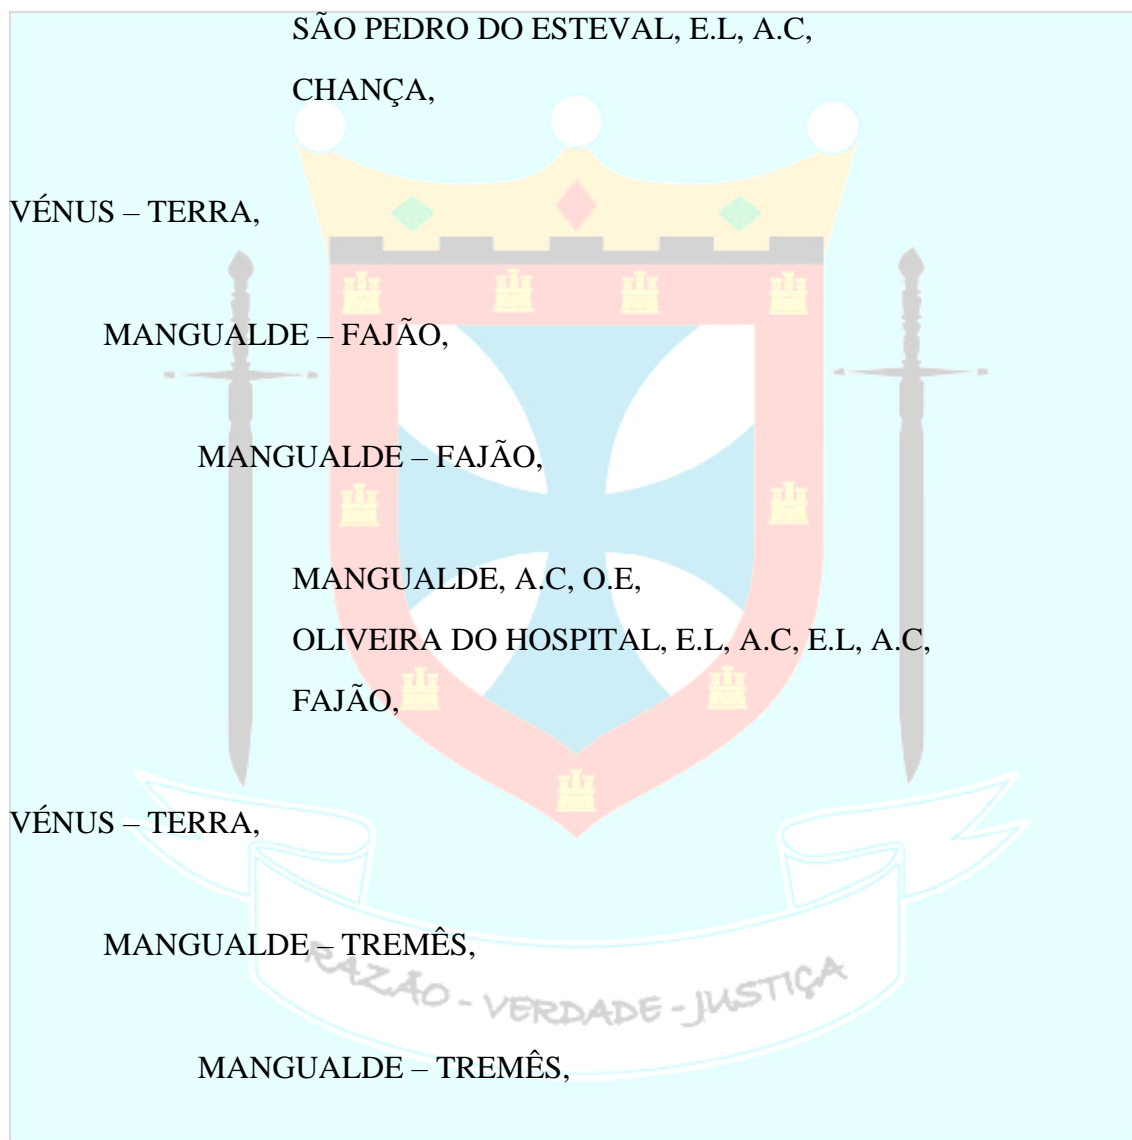 SÃO PEDRO DO ESTEVAL, E.L, A.C,
CHANÇA,
VÉNUS – TERRA,
MANGUALDE – FAJÃO,
MANGUALDE – FAJÃO,
MANGUALDE, A.C, O.E,
OLIVEIRA DO HOSPITAL, E.L, A.C, E.L, A.C,
FAJÃO,
VÉNUS – TERRA,
MANGUALDE – TREMÊS,
RAZÃO - VERDADE - JUSTIÇA
MANGUALDE – TREMÊS,